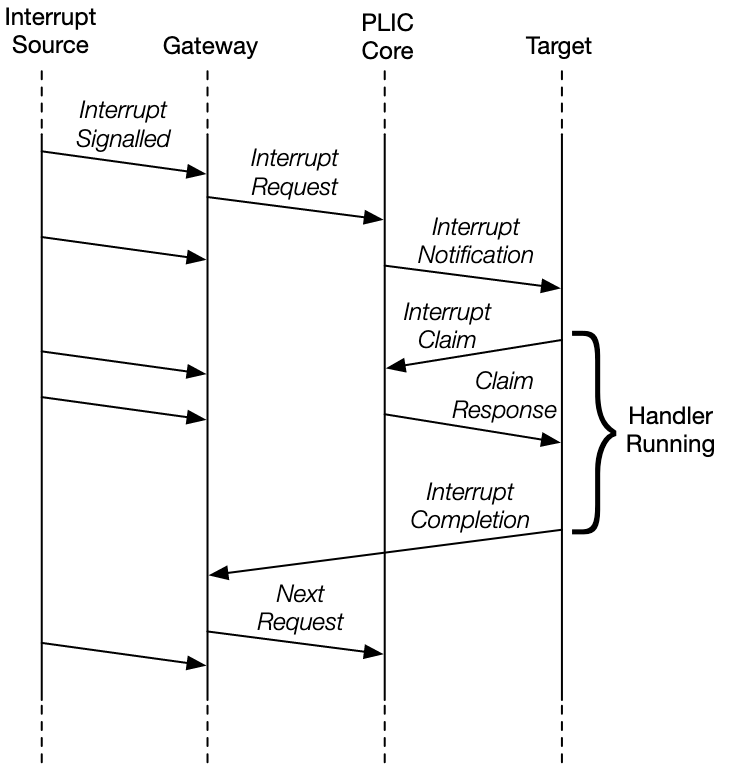 Interrupt
Source
Gateway
PLIC
Core
Target
Interrupt
Signalled
Interrupt
Request
Interrupt
Notification
Interrupt
Claim
Claim
Response
Handler
Running
Interrupt
Completion
Next
Request